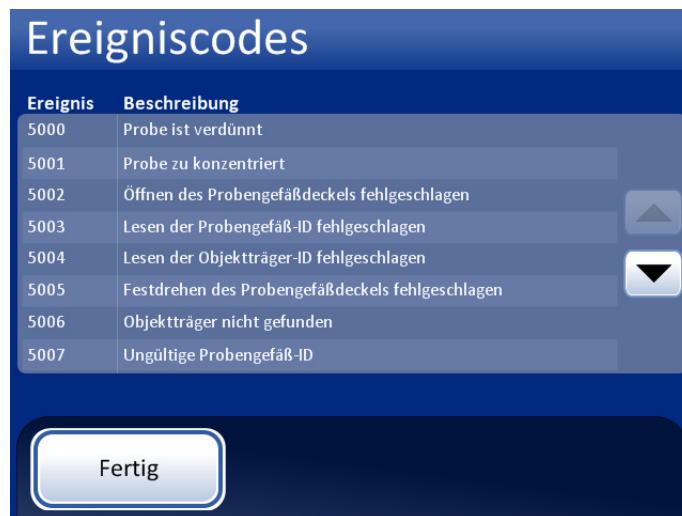 Ereigniscodes
Ereignis Beschreibung
5000 Probe ist verdünnt
5001 Probe zu konzentriert
5002 Öffnen des Probengefäßdeckels fehlgeschlagen
5003 Lesen der Probengefäß-ID fehlgeschlagen
5004 Lesen der Objektträger-ID fehlgeschlagen
5005 Festdrehen des Probengefäßdeckels fehlgeschlagen
5006 Objektträger nicht gefunden
5007 Ungültige Probengefäß-ID
Fertig